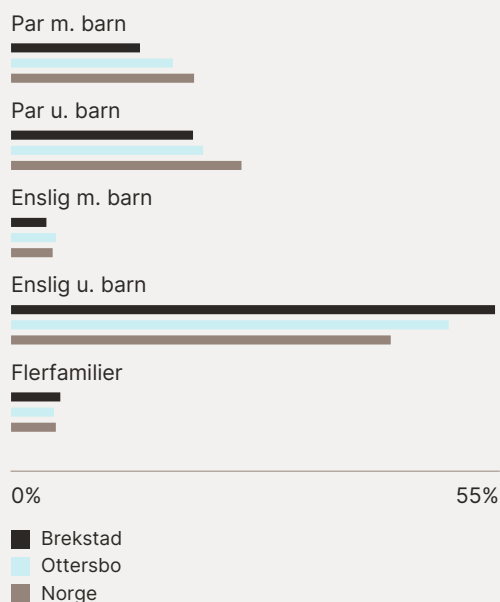 Par m. barn
Par u. barn
Enslig m. barn
Enslig u. barn
Flerfamilier
0% 55%
Brekstad
Ottersbo
Norge